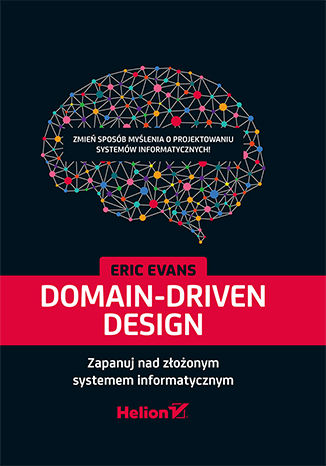 ZMIEŃ SPOSÓB MYŚLENIA O PROJEKTOWANIU
SYSTEMÓW INFORMATYCZNYCH!
ERIC EVANS
DOMAIN-DRIVEN
DESIGN
Zapanuj nad złożonym
systemem informatycznym
Helion